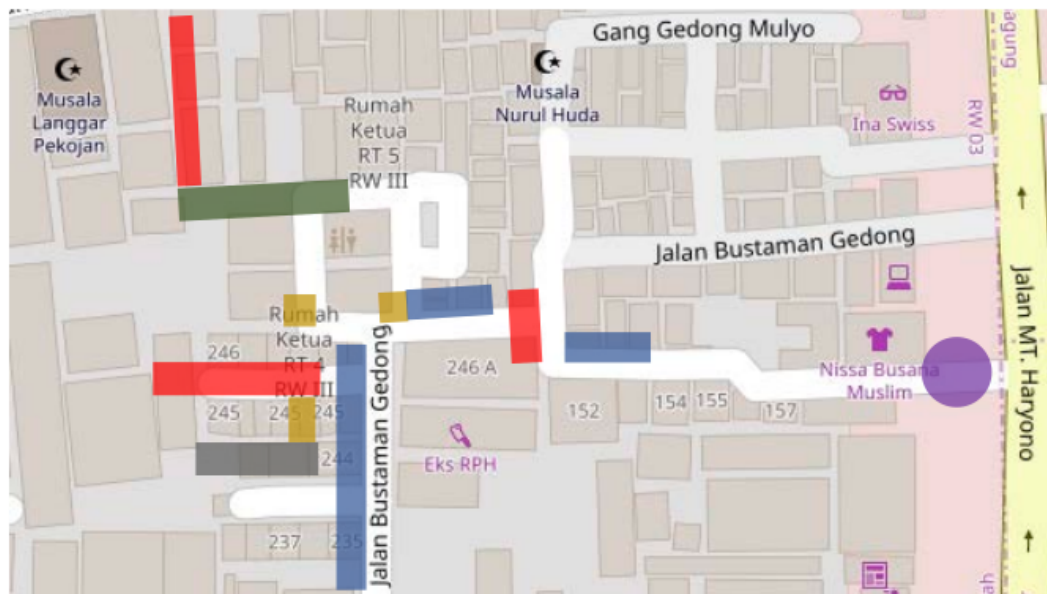 Gang Gedong Mulyo
Musala
Langgar
Pekojan
Musala
Nurul Huda
Rumah
Ketua
RT 5
RW III
Ina Swiss
RW 03
agung
Jalan Bustaman Gedong
Jalan MT. Haryono
Rumah
Ketua
RT 4
RW III
246
245
245
245
244
237
235
Jalan Bustaman Gedong
246 A
Eks RPH
152
154
155
157
Nissa Busana
Muslim